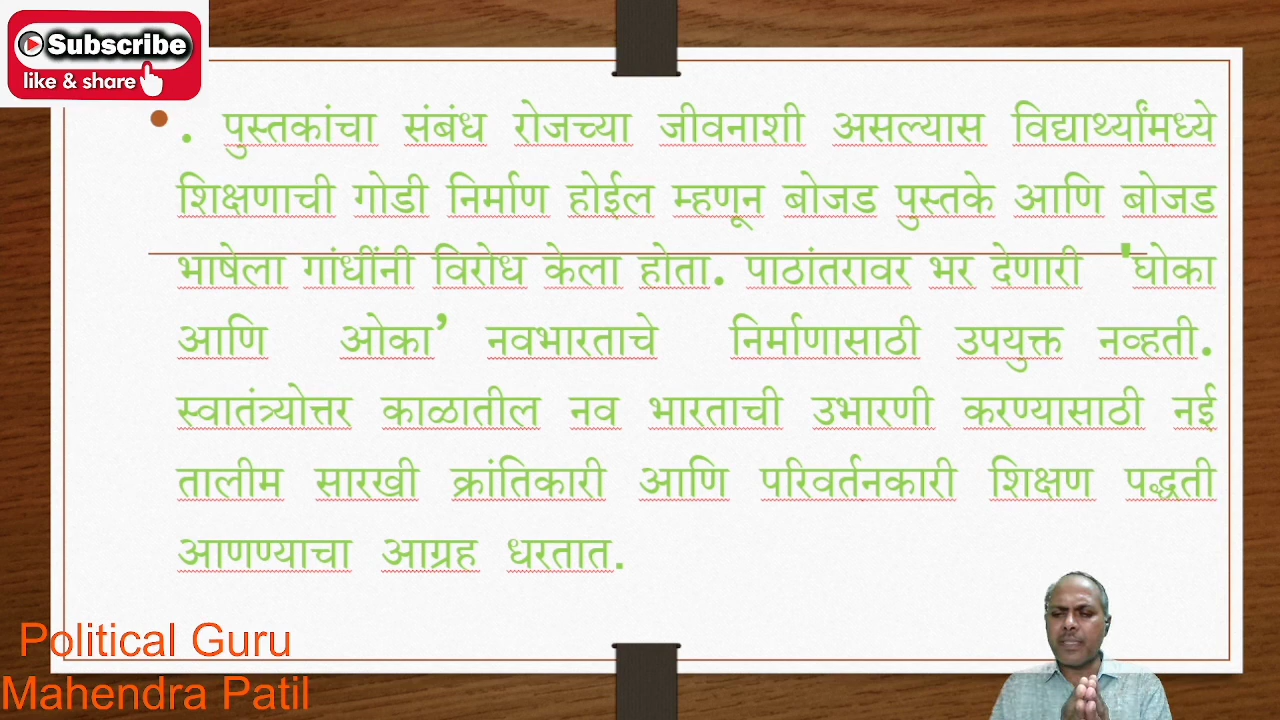 Subscribe
like & share
. पुस्तकांचा संबंध रोजच्या जीवनाशी असल्यास विद्यार्थ्यांमध्ये
शिक्षणाची गोडी निर्माण होईल म्हणून बोजड पुस्तके आणि बोजड
भाषेला गांधींनी विरोध केला होता. पाठांतरावर भर देणारी 'घोका
आणि ओका’ नवभारताचे निर्माणासाठी उपयुक्त नव्हती.
स्वातंत्र्योत्तर काळातील नव भारताची उभारणी करण्यासाठी नई
तालीम सारखी क्रांतिकारी आणि परिवर्तनकारी शिक्षण पद्धती
आणण्याचा आग्रह धरतात.
Political Guru
Mahendra Patil